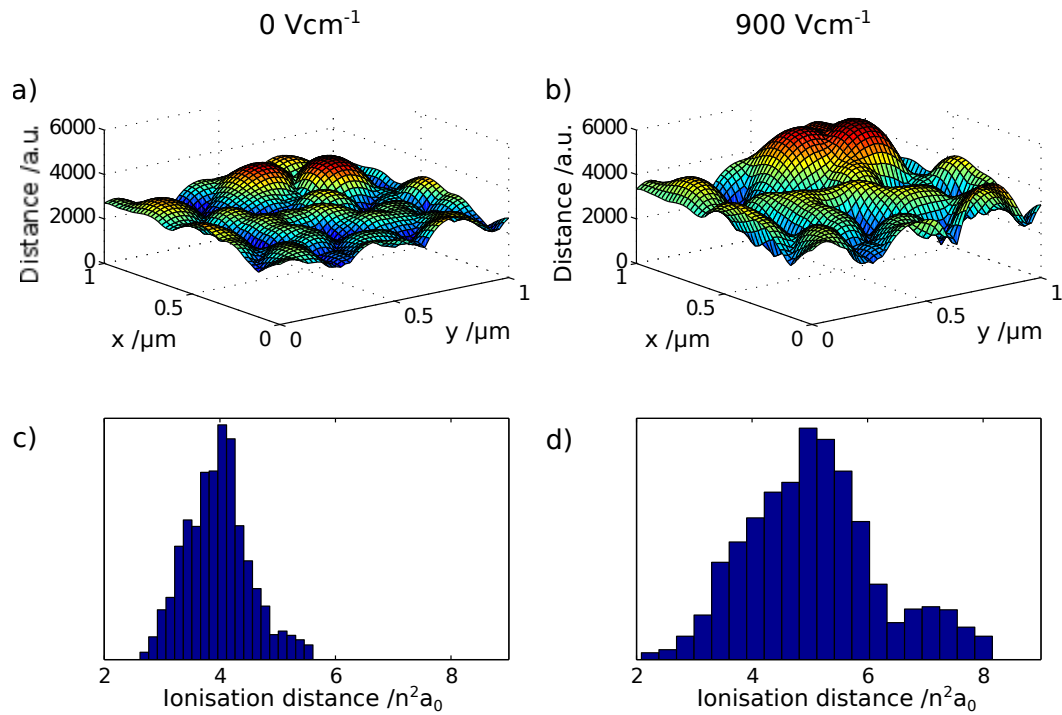 0 Vcm⁻¹
900 Vcm⁻¹
a)
Distance /a.u.
6000
4000
2000
0
1
0.5
0
x /µm
0
0.5
1
y /µm
b)
Distance /a.u.
6000
4000
2000
0
1
0.5
0
x /µm
0
0.5
1
y /µm
c)
2 4 6 8
Ionisation distance /n²a₀
d)
2 4 6 8
Ionisation distance /n²a₀